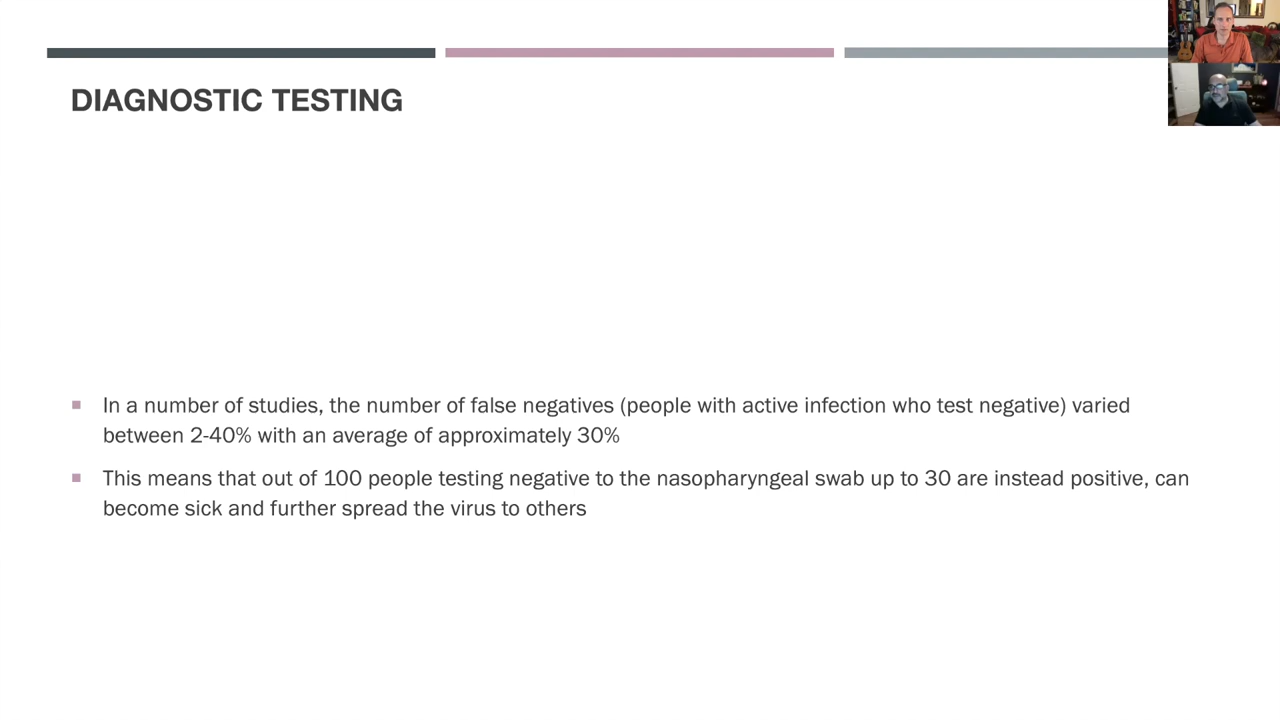 DIAGNOSTIC TESTING
In a number of studies, the number of false negatives (people with active infection who test negative) varied
between 2-40% with an average of approximately 30%
This means that out of 100 people testing negative to the nasopharyngeal swab up to 30 are instead positive, can
become sick and further spread the virus to others